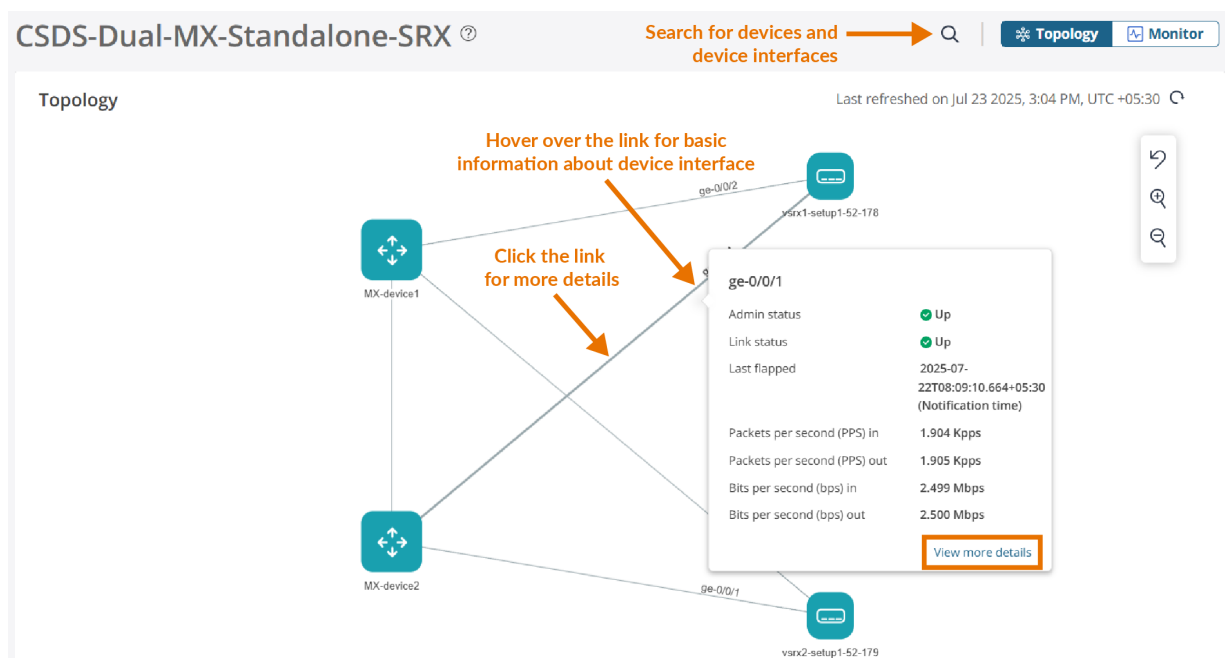 CSDS-Dual-MX-Standalone-SRX
Search for devices and
device interfaces
Topology
Monitor
Topology
Last refreshed on Jul 23 2025, 3:04 PM, UTC +05:30
Hover over the link for basic
information about device interface
ge-0/0/2
vsrx1-setup1-52-178
Click the link
for more details
MX-device1
ge-0/0/1
Admin status Up
Link status Up
Last flapped 2025-07-
22T08:09:10.664+05:30
(Notification time)
Packets per second (PPS) in 1.904 Kpps
Packets per second (PPS) out 1.905 Kpps
Bits per second (bps) in 2.499 Mbps
Bits per second (bps) out 2.500 Mbps
View more details
MX-device2
ge-0/0/1
vsrx2-setup1-52-179